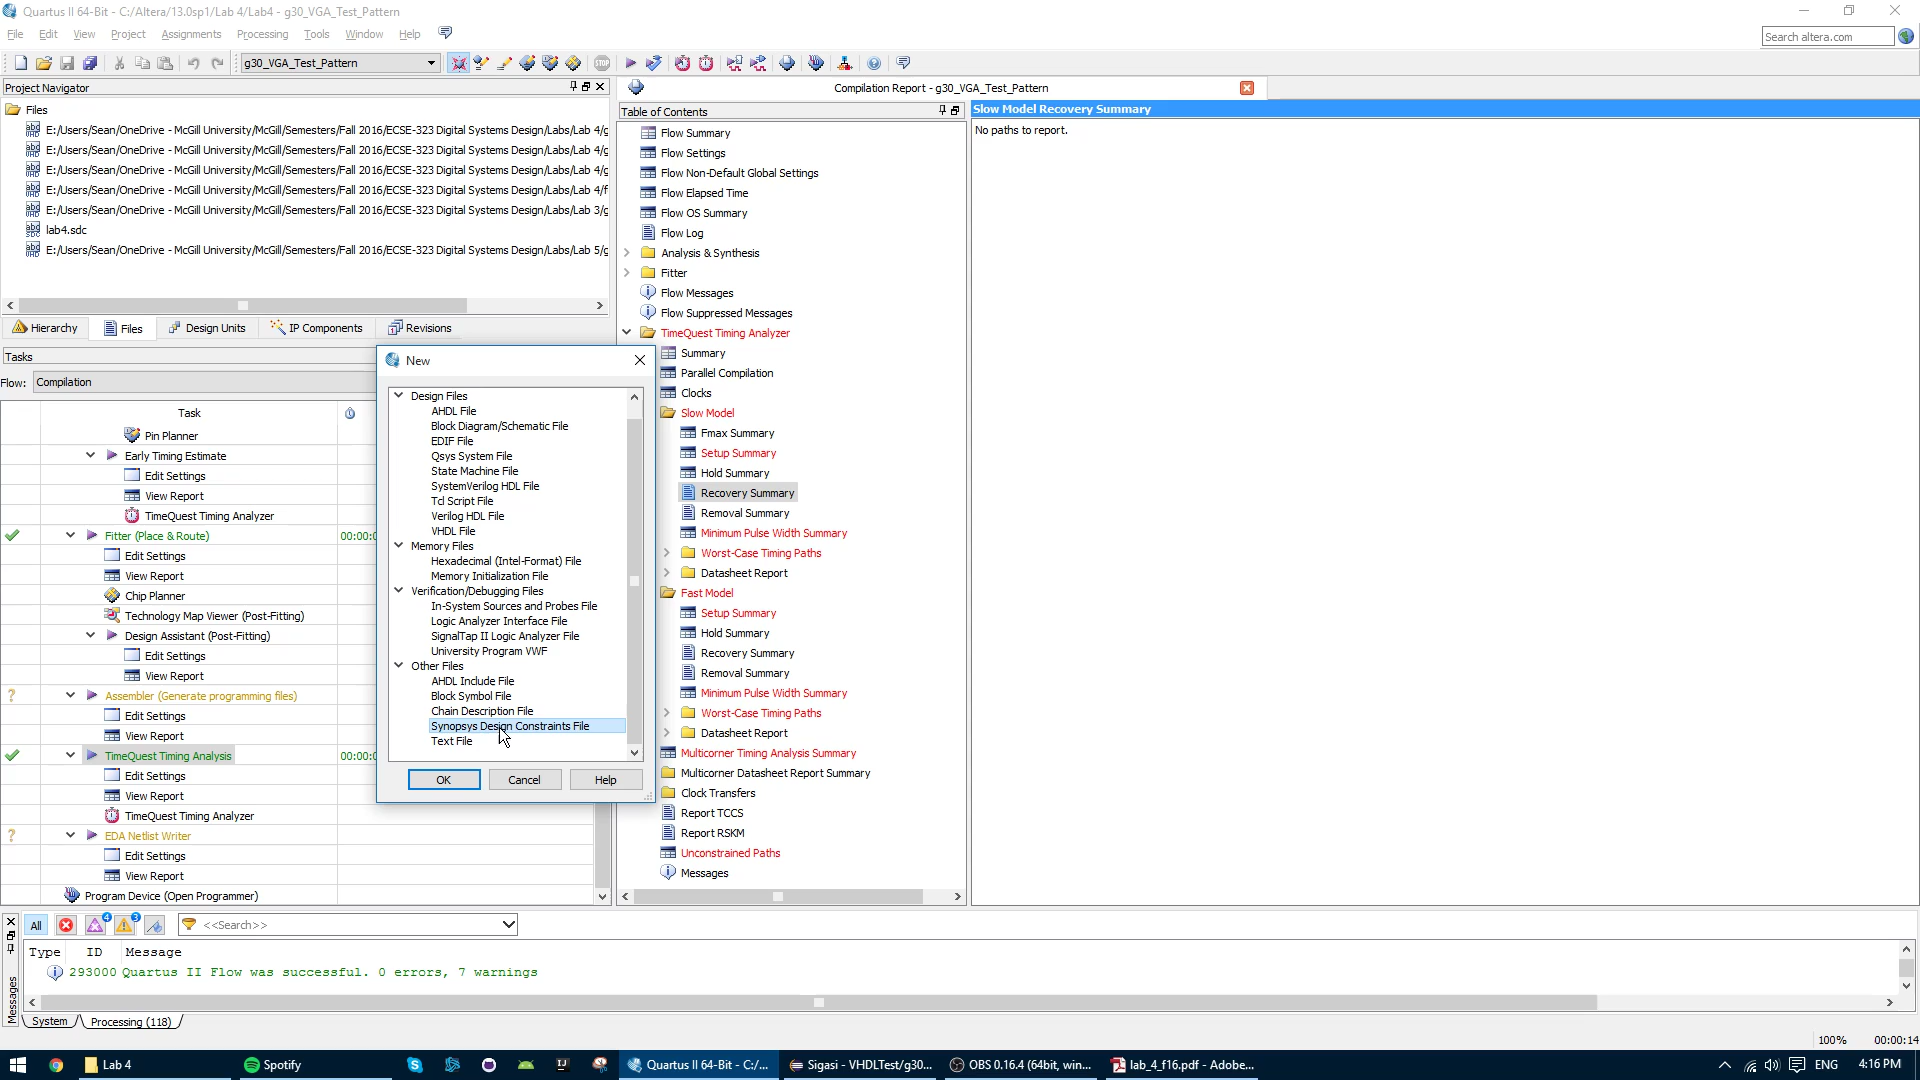 Quartus II 64-Bit - C:/Altera/13.0sp1/Lab 4/Lab4 - g30_VGA_Test_Pattern
File Edit View Project Assignments Processing Tools Window Help
Search altera.com
g30_VGA_Test_Pattern
Project Navigator
Files
E:/Users/Sean/OneDrive - McGill University/McGill/Semesters/Fall 2016/ECSE-323 Digital Systems Design/Labs/Lab 4/g
E:/Users/Sean/OneDrive - McGill University/McGill/Semesters/Fall 2016/ECSE-323 Digital Systems Design/Labs/Lab 4/g
E:/Users/Sean/OneDrive - McGill University/McGill/Semesters/Fall 2016/ECSE-323 Digital Systems Design/Labs/Lab 4/g
E:/Users/Sean/OneDrive - McGill University/McGill/Semesters/Fall 2016/ECSE-323 Digital Systems Design/Labs/Lab 4/f
E:/Users/Sean/OneDrive - McGill University/McGill/Semesters/Fall 2016/ECSE-323 Digital Systems Design/Labs/Lab 3/g
lab4.sdc
E:/Users/Sean/OneDrive - McGill University/McGill/Semesters/Fall 2016/ECSE-323 Digital Systems Design/Labs/Lab 5/g
Hierarchy Files Design Units IP Components Revisions
Tasks
Flow: Compilation
Task
Pin Planner
Early Timing Estimate
Edit Settings
View Report
TimeQuest Timing Analyzer
Fitter (Place & Route) 00:00:0
Edit Settings
View Report
Chip Planner
Technology Map Viewer (Post-Fitting)
Design Assistant (Post-Fitting)
Edit Settings
View Report
Assembler (Generate programming files)
Edit Settings
View Report
TimeQuest Timing Analysis 00:00:0
Edit Settings
View Report
TimeQuest Timing Analyzer
EDA Netlist Writer
Edit Settings
View Report
Program Device (Open Programmer)
New
Design Files
AHDL File
Block Diagram/Schematic File
EDIF File
Qsys System File
State Machine File
SystemVerilog HDL File
Tcl Script File
Verilog HDL File
VHDL File
Memory Files
Hexadecimal (Intel-Format) File
Memory Initialization File
Verification/Debugging Files
In-System Sources and Probes File
Logic Analyzer Interface File
SignalTap II Logic Analyzer File
University Program VWF
Other Files
AHDL Include File
Block Symbol File
Chain Description File
Synopsys Design Constraints File
Text File
OK Cancel Help
Compilation Report - g30_VGA_Test_Pattern
Table of Contents
Flow Summary
Flow Settings
Flow Non-Default Global Settings
Flow Elapsed Time
Flow OS Summary
Flow Log
Analysis & Synthesis
Fitter
Flow Messages
Flow Suppressed Messages
TimeQuest Timing Analyzer
Summary
Parallel Compilation
Clocks
Slow Model
Fmax Summary
Setup Summary
Hold Summary
Recovery Summary
Removal Summary
Minimum Pulse Width Summary
Worst-Case Timing Paths
Datasheet Report
Fast Model
Setup Summary
Hold Summary
Recovery Summary
Removal Summary
Minimum Pulse Width Summary
Worst-Case Timing Paths
Datasheet Report
Multicorner Timing Analysis Summary
Multicorner Datasheet Report Summary
Clock Transfers
Report TCCS
Report RSKM
Unconstrained Paths
Messages
Slow Model Recovery Summary
No paths to report.
All 4 3 <<Search>>
Type ID Message
293000 Quartus II Flow was successful. 0 errors, 7 warnings
Messages
System Processing (118)
100% 00:00:14
Lab 4 Spotify Quartus II 64-Bit - C:/... Sigasi - VHDLTest/g30... OBS 0.16.4 (64bit, win... lab_4_f16.pdf - Adobe... ENG 4:16 PM